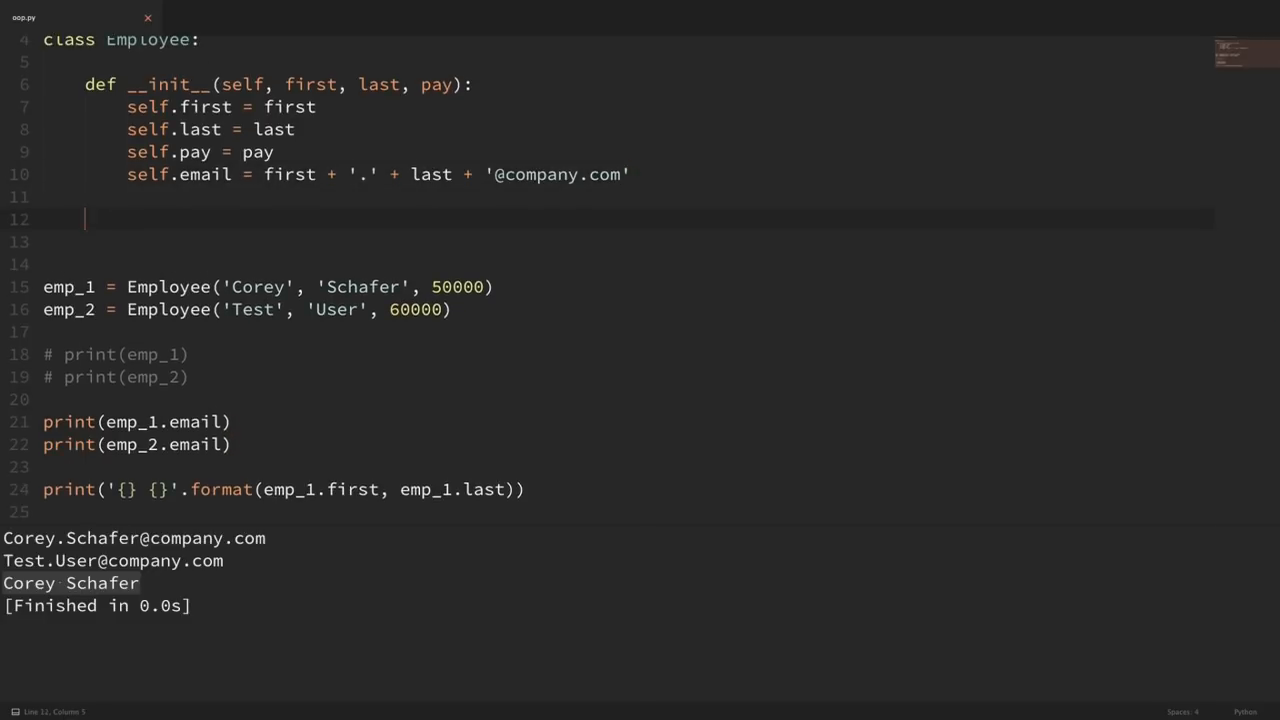 oop.py
4 class Employee:
5
6 def __init__(self, first, last, pay):
7 self.first = first
8 self.last = last
9 self.pay = pay
10 self.email = first + '.' + last + '@company.com'
11
12
13
14
15 emp_1 = Employee('Corey', 'Schafer', 50000)
16 emp_2 = Employee('Test', 'User', 60000)
17
18 # print(emp_1)
19 # print(emp_2)
20
21 print(emp_1.email)
22 print(emp_2.email)
23
24 print('{} {}'.format(emp_1.first, emp_1.last))
25
Corey.Schafer@company.com
Test.User@company.com
Corey Schafer
[Finished in 0.0s]
Line 12, Column 5 Spaces: 4 Python